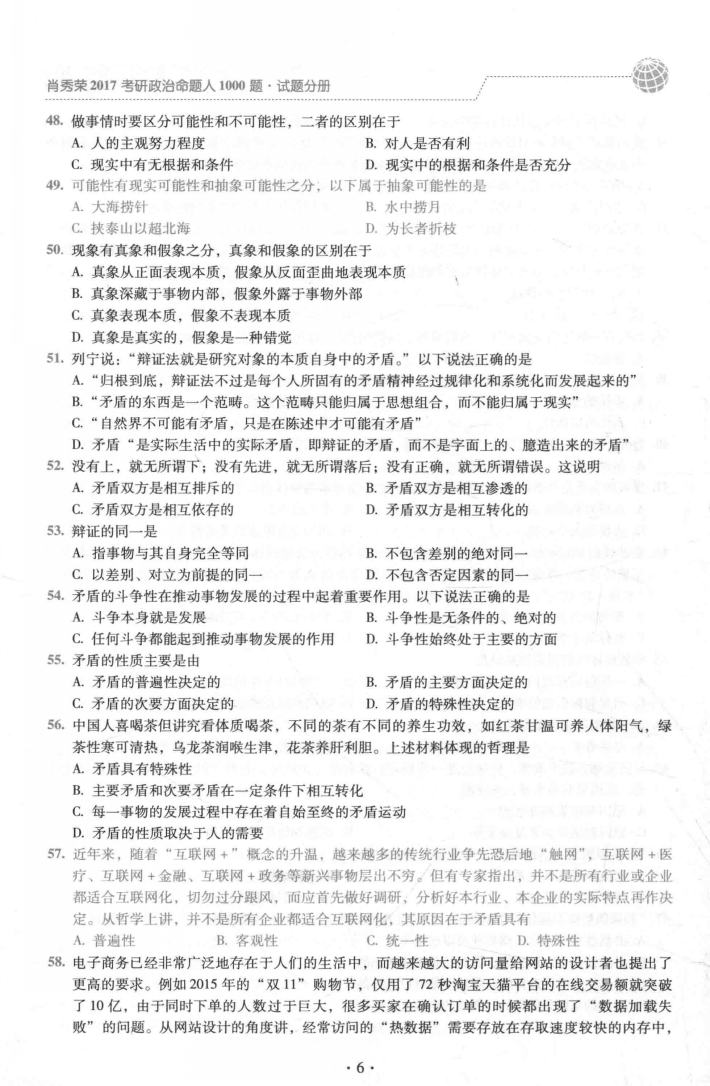 肖秀荣2017考研政治命题人1000题·试题分册
48. 做事情时要区分可能性和不可能性，二者的区别在于
A. 人的主观努力程度 B. 对人是否有利
C. 现实中有无根据和条件 D. 现实中的根据和条件是否充分
49. 可能性有现实可能性和抽象可能性之分，以下属于抽象可能性的是
A. 大海捞针 B. 水中捞月
C. 挟泰山以超北海 D. 为长者折枝
50. 现象有真象和假象之分，真象和假象的区别在于
A. 真象从正面表现本质，假象从反面歪曲地表现本质
B. 真象深藏于事物内部，假象外露于事物外部
C. 真象表现本质，假象不表现本质
D. 真象是真实的，假象是一种错觉
51. 列宁说：“辩证法就是研究对象的本质自身中的矛盾。”以下说法正确的是
A. “归根到底，辩证法不过是每个人所固有的矛盾精神经过规律化和系统化而发展起来的”
B. “矛盾的东西是一个范畴。这个范畴只能归属于思想组合，而不能归属于现实”
C. “自然界不可能有矛盾，只是在陈述中才可能有矛盾”
D. 矛盾“是实际生活中的实际矛盾，即辩证的矛盾，而不是字面上的、臆造出来的矛盾”
52. 没有上，就无所谓下；没有先进，就无所谓落后；没有正确，就无所谓错误。这说明
A. 矛盾双方是相互排斥的 B. 矛盾双方是相互渗透的
C. 矛盾双方是相互依存的 D. 矛盾双方是相互转化的
53. 辩证的同一是
A. 指事物与其自身完全等同 B. 不包含差别的绝对同一
C. 以差别、对立为前提的同一 D. 不包含否定因素的同一
54. 矛盾的斗争性在推动事物发展的过程中起着重要作用。以下说法正确的是
A. 斗争本身就是发展 B. 斗争性是无条件的、绝对的
C. 任何斗争都能起到推动事物发展的作用 D. 斗争性始终处于主要的方面
55. 矛盾的性质主要是由
A. 矛盾的普遍性决定的 B. 矛盾的主要方面决定的
C. 矛盾的次要方面决定的 D. 矛盾的特殊性决定的
56. 中国人喜喝茶但讲究看体质喝茶，不同的茶有不同的养生功效，如红茶甘温可养人体阳气，绿
茶性寒可清热，乌龙茶润喉生津，花茶养肝利胆。上述材料体现的哲理是
A. 矛盾具有特殊性
B. 主要矛盾和次要矛盾在一定条件下相互转化
C. 每一事物的发展过程中存在着自始至终的矛盾运动
D. 矛盾的性质取决于人的需要
57. 近年来，随着“互联网+”概念的升温，越来越多的传统行业争先恐后地“触网”，互联网+医
疗、互联网+金融、互联网+政务等新兴事物层出不穷。但有专家指出，并不是所有行业或企业
都适合互联网化，切勿过分跟风，而应首先做好调研，分析好本行业、本企业的实际特点再作决
定。从哲学上讲，并不是所有企业都适合互联网化，其原因在于矛盾具有
A. 普遍性 B. 客观性 C. 统一性 D. 特殊性
58. 电子商务已经非常广泛地存在于人们的生活中，而越来越大的访问量给网站的设计者也提出了
更高的要求。例如2015年的“双11”购物节，仅用了72秒淘宝天猫平台的在线交易额就突破
了10亿，由于同时下单的人数过于巨大，很多买家在确认订单的时候都出现了“数据加载失
败”的问题。从网站设计的角度讲，经常访问的“热数据”需要存放在存取速度较快的内存中，
·6·